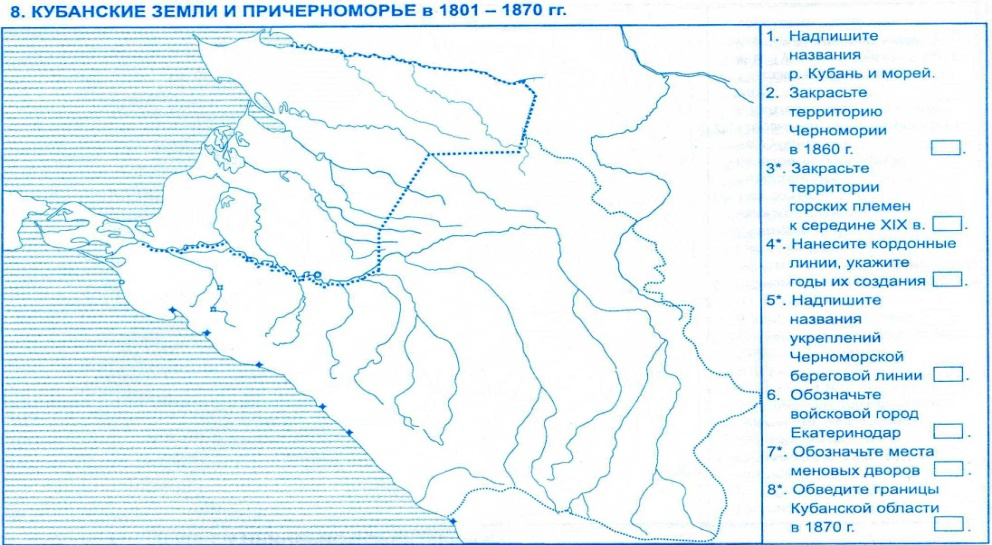 8. КУБАНСКИЕ ЗЕМЛИ И ПРИЧЕРНОМОРЬЕ в 1801 – 1870 гг.
1. Надпишите
названия
р. Кубань и морей.
2. Закрасьте
территорию
Черномории
в 1860 г.
.
3*. Закрасьте
территории
горских племен
к середине XIX в.
.
4*. Нанесите кордонные
линии, укажите
годы их создания
.
5*. Надпишите
названия
укреплений
Черноморской
береговой линии
.
6. Обозначьте
войсковой город
Екатеринодар
.
7*. Обозначьте места
меновых дворов
.
8*. Обведите границы
Кубанской области
в 1870 г.
.